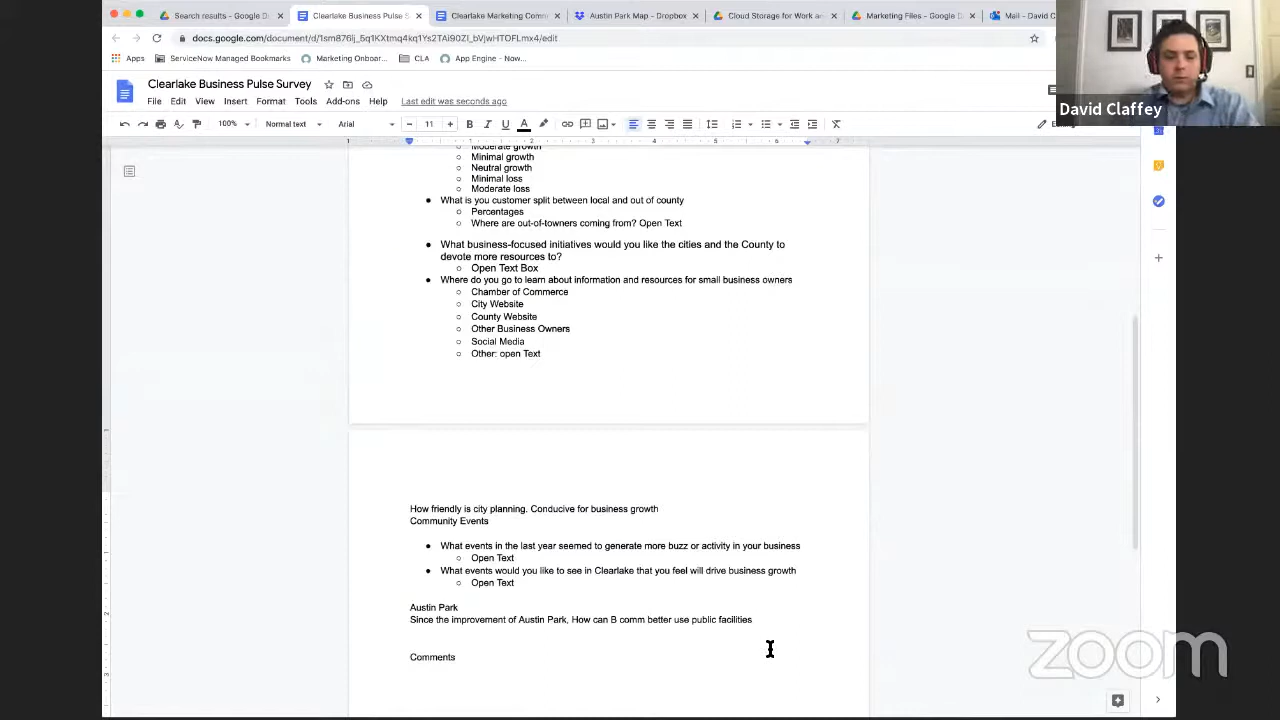 Search results - Google D
Clearlake Business Pulse S
Clearlake Marketing Comm
Austin Park Map - Dropbox
Cloud Storage for Work an
Marketing Files - Google D
Mail - David C
docs.google.com/document/d/
/edit
Apps
ServiceNow Managed Bookmarks
Marketing Onboar...
CLA
App Engine - Now...
Clearlake Business Pulse Survey
File Edit View Insert Format Tools Add-ons Help Last edit was seconds ago
100% Normal text Arial 11 B I U A
David Claffey
1 1 2 3 4 5 6 7
Moderate growth
Minimal growth
Neutral growth
Minimal loss
Moderate loss
What is you customer split between local and out of county
Percentages
Where are out-of-towners coming from? Open Text
What business-focused initiatives would you like the cities and the County to
devote more resources to?
Open Text Box
Where do you go to learn about information and resources for small business owners
Chamber of Commerce
City Website
County Website
Other Business Owners
Social Media
Other: open Text
How friendly is city planning. Conducive for business growth
Community Events
What events in the last year seemed to generate more buzz or activity in your business
Open Text
What events would you like to see in Clearlake that you feel will drive business growth
Open Text
Austin Park
Since the improvement of Austin Park, How can B comm better use public facilities
Comments
zoom